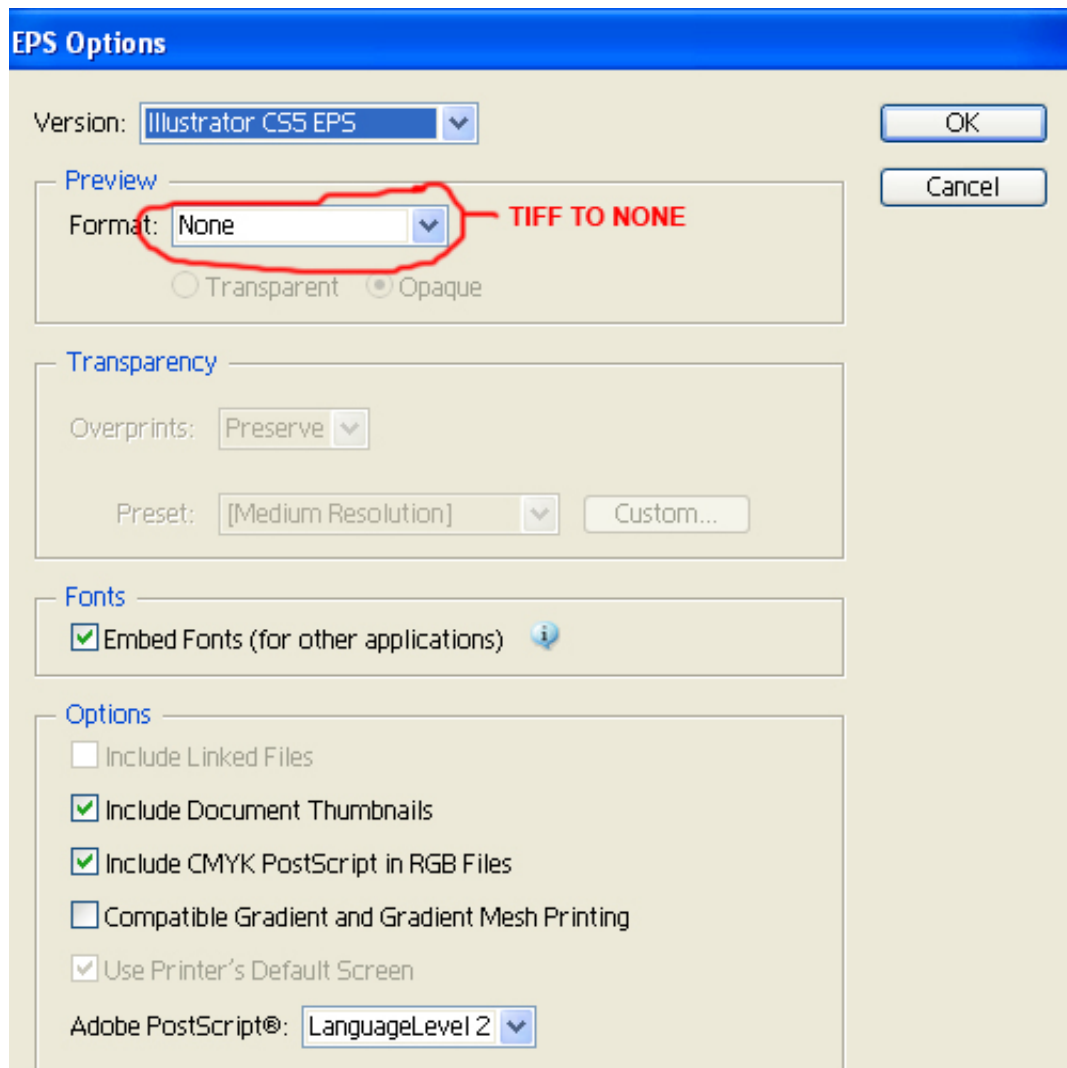 EPS Options
Version: Illustrator CS5 EPS
OK
Preview
Cancel
Format: None
TIFF TO NONE
Transparent Opaque
Transparency
Overprints: Preserve
Preset: [Medium Resolution] Custom...
Fonts
Embed Fonts (for other applications)
Options
Include Linked Files
Include Document Thumbnails
Include CMYK PostScript in RGB Files
Compatible Gradient and Gradient Mesh Printing
Use Printer's Default Screen
Adobe PostScript®: LanguageLevel 2